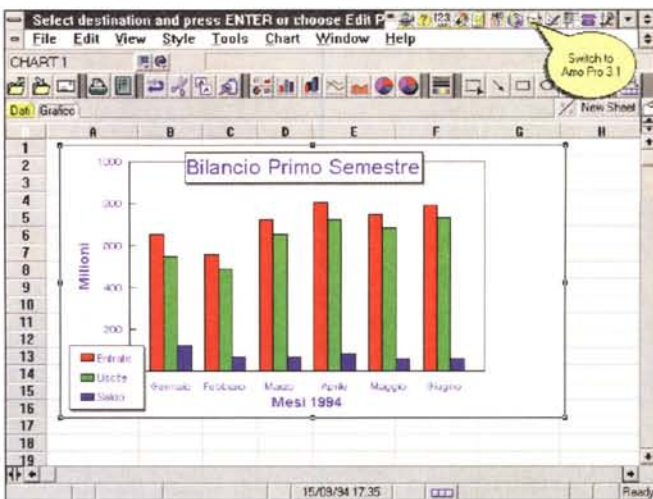 Select destination and press ENTER or choose Edit P
File Edit View Style Tools Chart Window Help
CHART 1
Switch to
Ami Pro 3.1
Dati Grafico
New Sheet
A B C D E F G H
1
2
3
4
5
6
7
8
9
10
11
12
13
14
15
16
17
18
19
Bilancio Primo Semestre
1000
800
600
400
200
Milioni
Entrate
Uscite
Saldo
Gennaio Febbraio Marzo Aprile Maggio Giugno
Mesi 1994
15/09/94 17.35
Ready